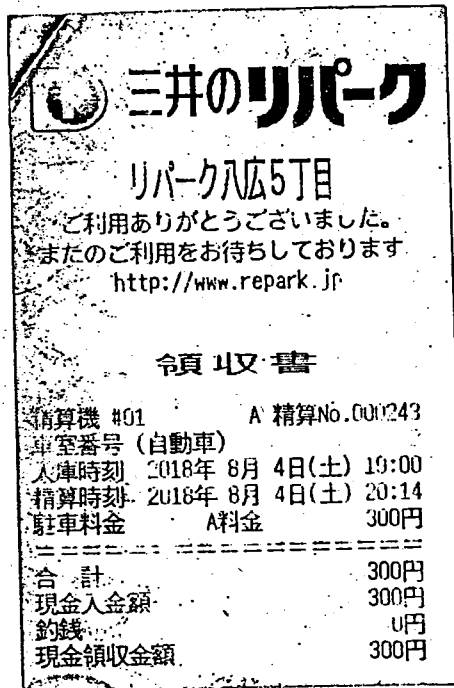 三井のリパーク
リパーク八広5丁目
ご利用ありがとうございました。
またのご利用をお待ちしております
http://www.repark.jp
領収書
精算機 #01 A 精算No.000243
車室番号 (自動車)
入庫時刻 2018年 8月 4日(土) 19:00
精算時刻 2018年 8月 4日(土) 20:14
駐車料金 A料金 300円
合 計 300円
現金入金額 300円
釣銭 0円
現金領収金額 300円